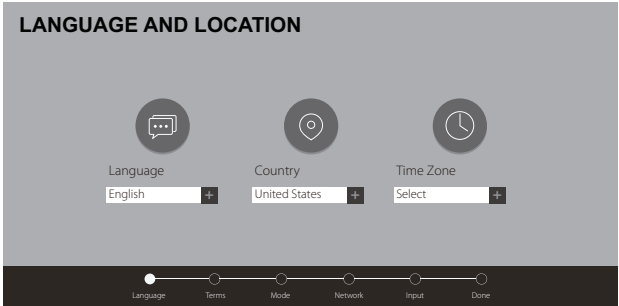 LANGUAGE AND LOCATION
Language Country Time Zone
English + United States + Select +
Language Terms Mode Network Input Done